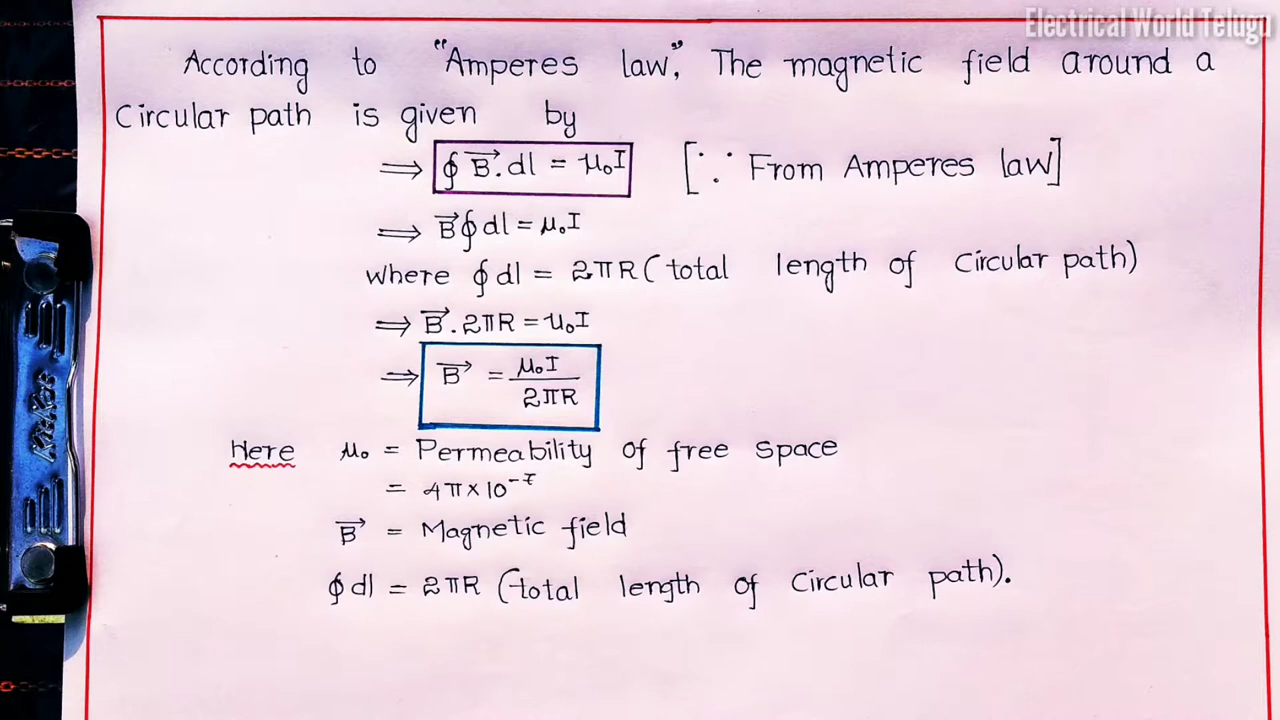 Electrical World Telugu
According to "Amperes law", The magnetic field around a
Circular path is given by
⟹ ∮ B⃗.dl = μ₀I [∵ From Amperes law]
⟹ B⃗∮dl = μ₀I
where ∮dl = 2πR (total length of circular path)
⟹ B⃗.2πR = μ₀I
⟹ B⃗ = μ₀I/2πR
Here μ₀ = Permeability of free space
= 4π×10⁻⁷
B⃗ = Magnetic field
∮dl = 2πR (total length of circular path).
KisKat